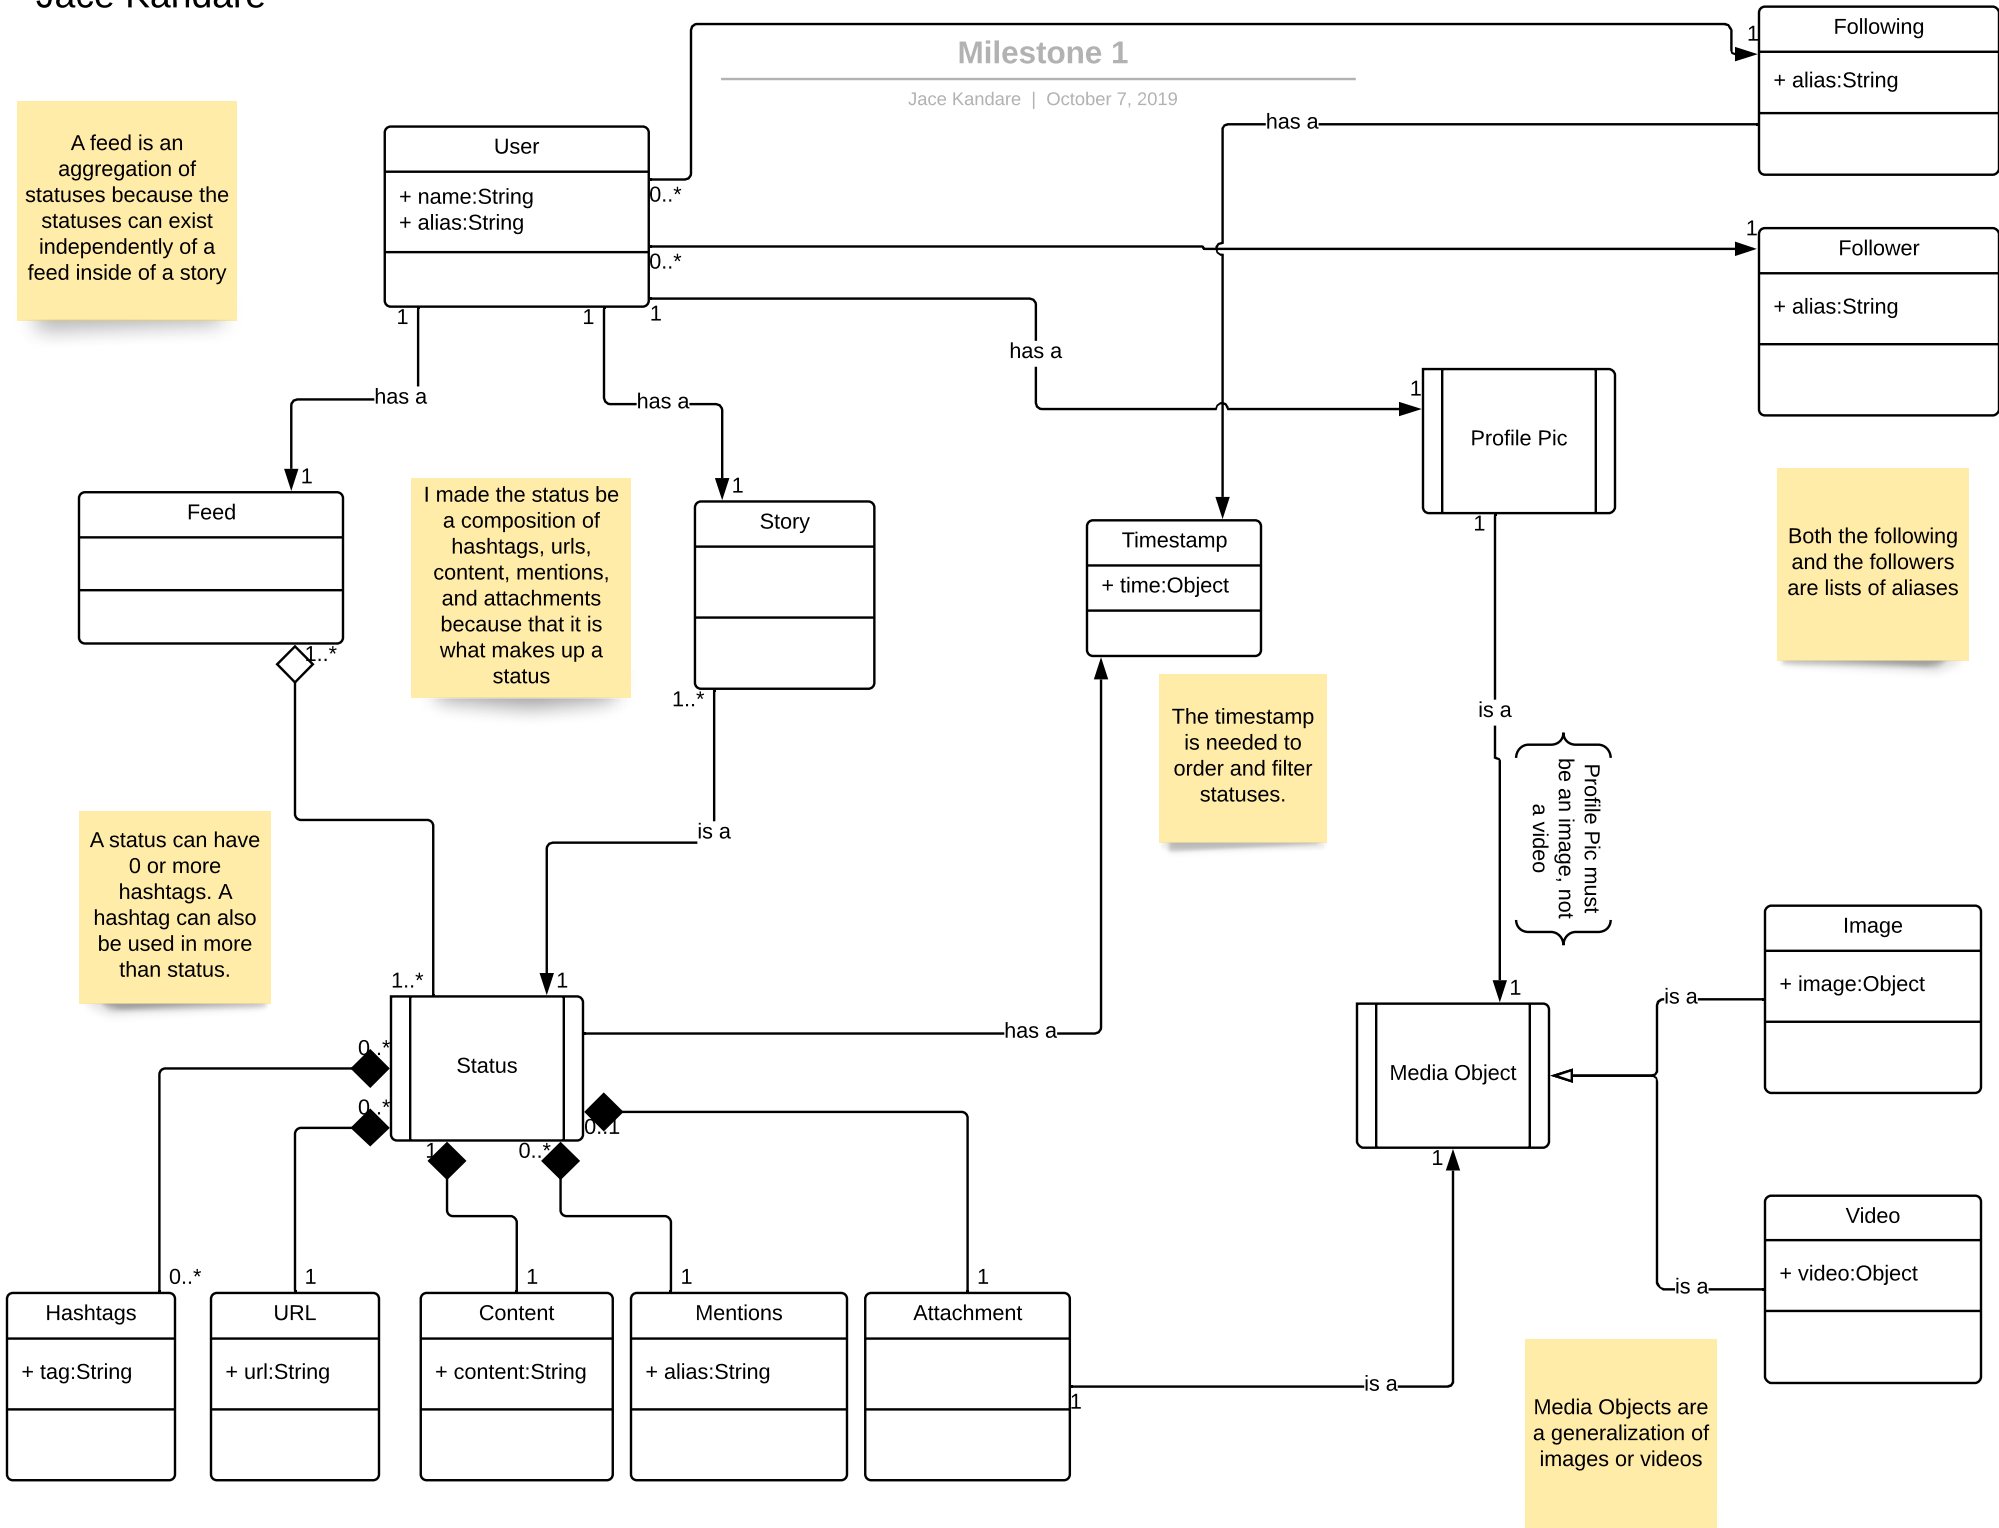 Jace Kandare
Milestone 1
Jace Kandare | October 7, 2019
A feed is an
aggregation of
statuses because the
statuses can exist
independently of a
feed inside of a story
User
+ name:String
+ alias:String
0..*
0..*
1
1
1
1
Following
+ alias:String
has a
1
Follower
+ alias:String
has a
has a
has a
1
1
1
Profile Pic
1
Feed
1..*
I made the status be
a composition of
hashtags, urls,
content, mentions,
and attachments
because that it is
what makes up a
status
Story
1..*
Timestamp
+ time:Object
Both the following
and the followers
are lists of aliases
The timestamp
is needed to
order and filter
statuses.
is a
Profile Pic must
be an image, not
a video
is a
A status can have
0 or more
hashtags. A
hashtag can also
be used in more
than status.
1..*
1
Status
0..*
0..*
1
0..*
0..1
has a
1
Media Object
1
is a
Image
+ image:Object
is a
Video
+ video:Object
0..*
1
1
1
1
Hashtags
+ tag:String
URL
+ url:String
Content
+ content:String
Mentions
+ alias:String
Attachment
1
is a
Media Objects are
a generalization of
images or videos